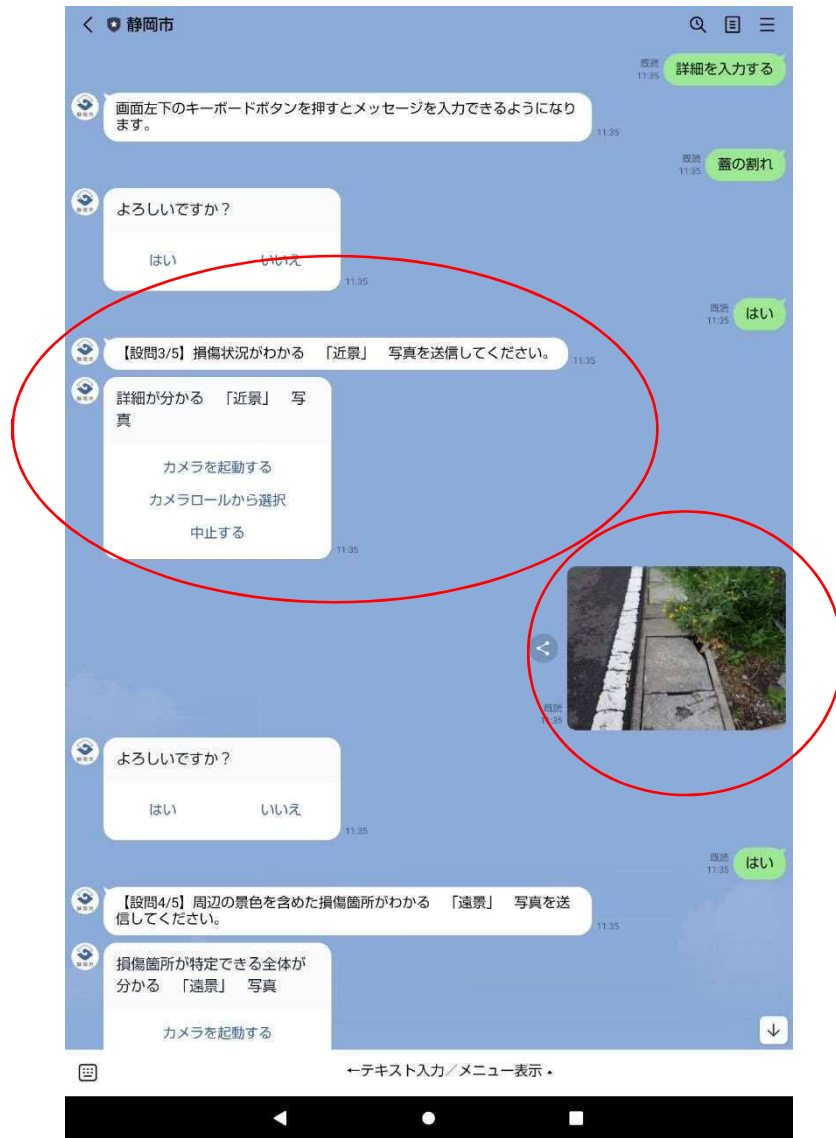 静岡市
詳細を入力する
既読
11:35
画面左下のキーボードボタンを押すとメッセージを入力できるようになり
ます。
11:35
蓋の割れ
既読
11:35
よろしいですか？
はい いいえ
11:35
はい
既読
11:35
【設問3/5】損傷状況がわかる　「近景」　写真を送信してください。
11:35
詳細が分かる　「近景」　写
真
カメラを起動する
カメラロールから選択
中止する
11:35
既読
11:35
よろしいですか？
はい いいえ
11:35
はい
既読
11:35
【設問4/5】周辺の景色を含めた損傷箇所がわかる　「遠景」　写真を送
信してください。
11:35
損傷箇所が特定できる全体が
分かる　「遠景」　写真
カメラを起動する
←テキスト入力／メニュー表示